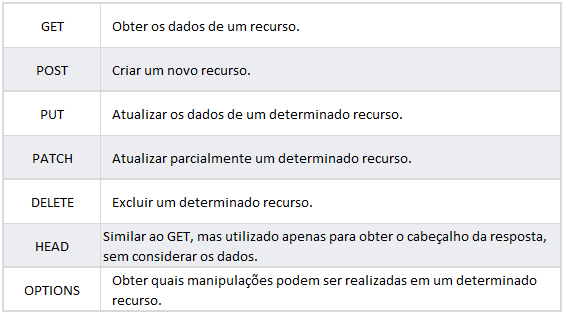 GET Obter os dados de um recurso.
POST Criar um novo recurso.
PUT Atualizar os dados de um determinado recurso.
PATCH Atualizar parcialmente um determinado recurso.
DELETE Excluir um determinado recurso.
HEAD Similar ao GET, mas utilizado apenas para obter o cabeçalho da resposta,
sem considerar os dados.
OPTIONS Obter quais manipulações podem ser realizadas em um determinado
recurso.